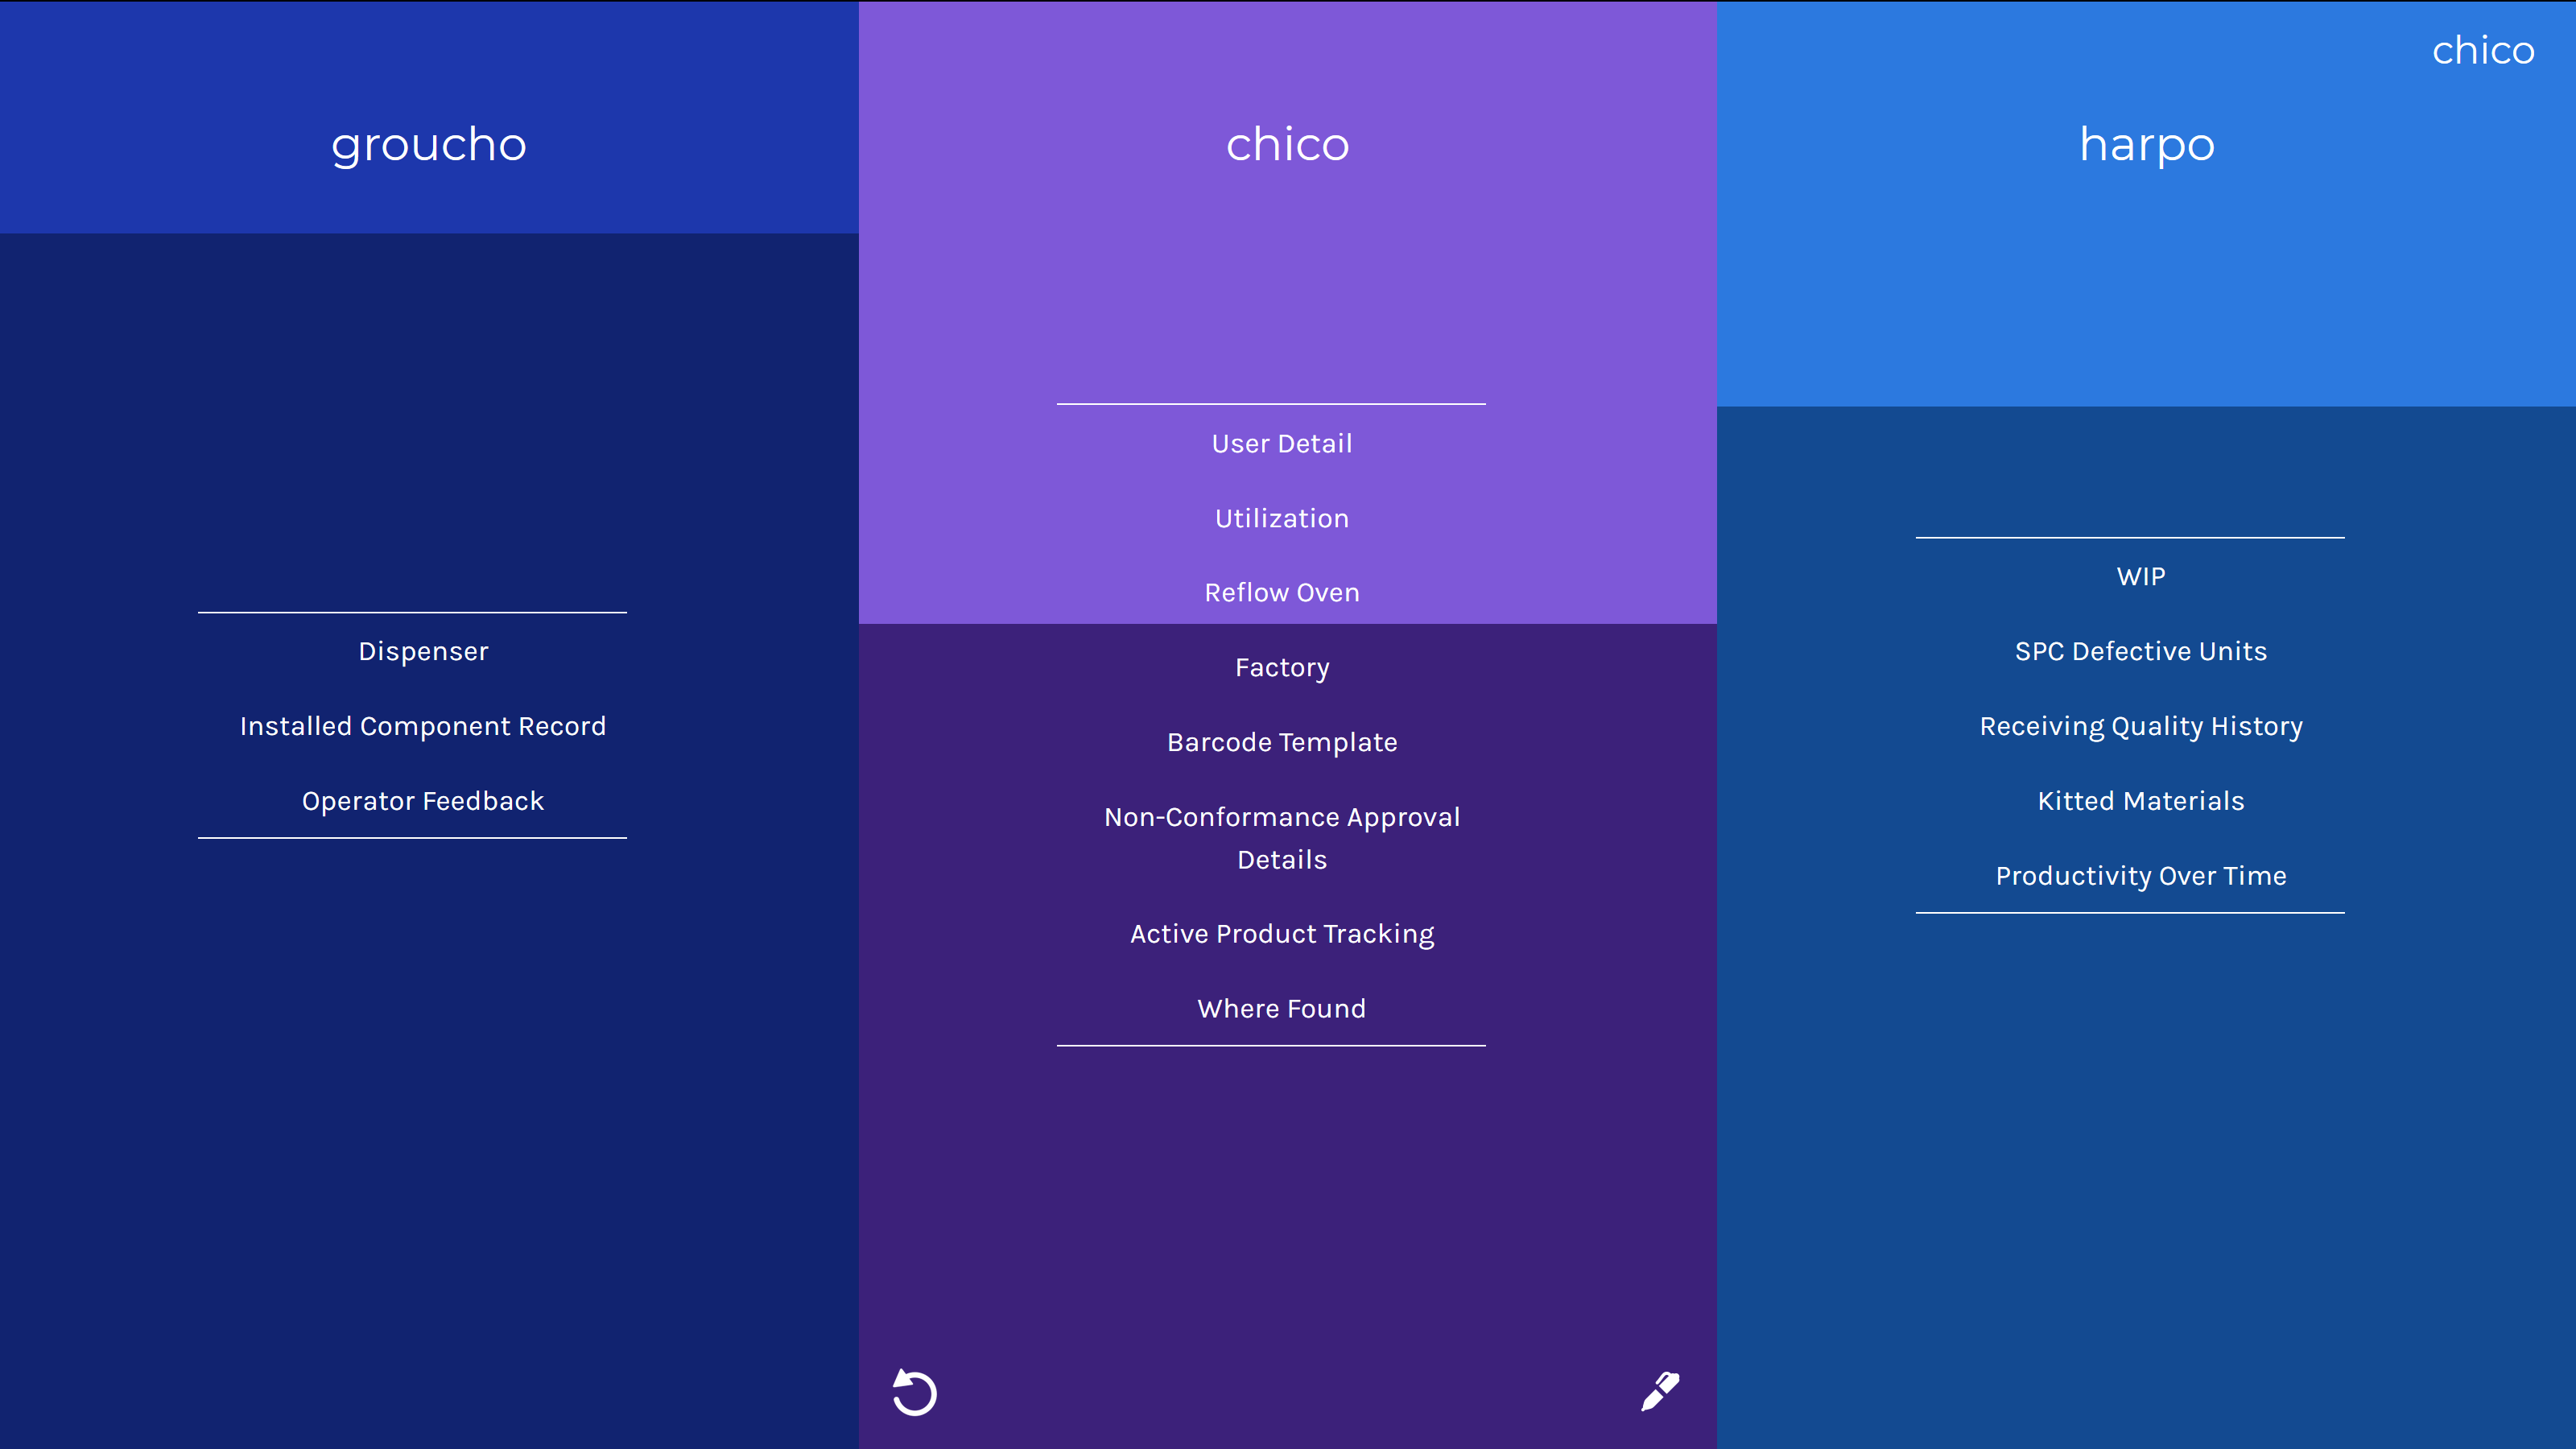 groucho
Dispenser
Installed Component Record
Operator Feedback
chico
User Detail
Utilization
Reflow Oven
Factory
Barcode Template
Non-Conformance Approval
Details
Active Product Tracking
Where Found
chico
harpo
WIP
SPC Defective Units
Receiving Quality History
Kitted Materials
Productivity Over Time